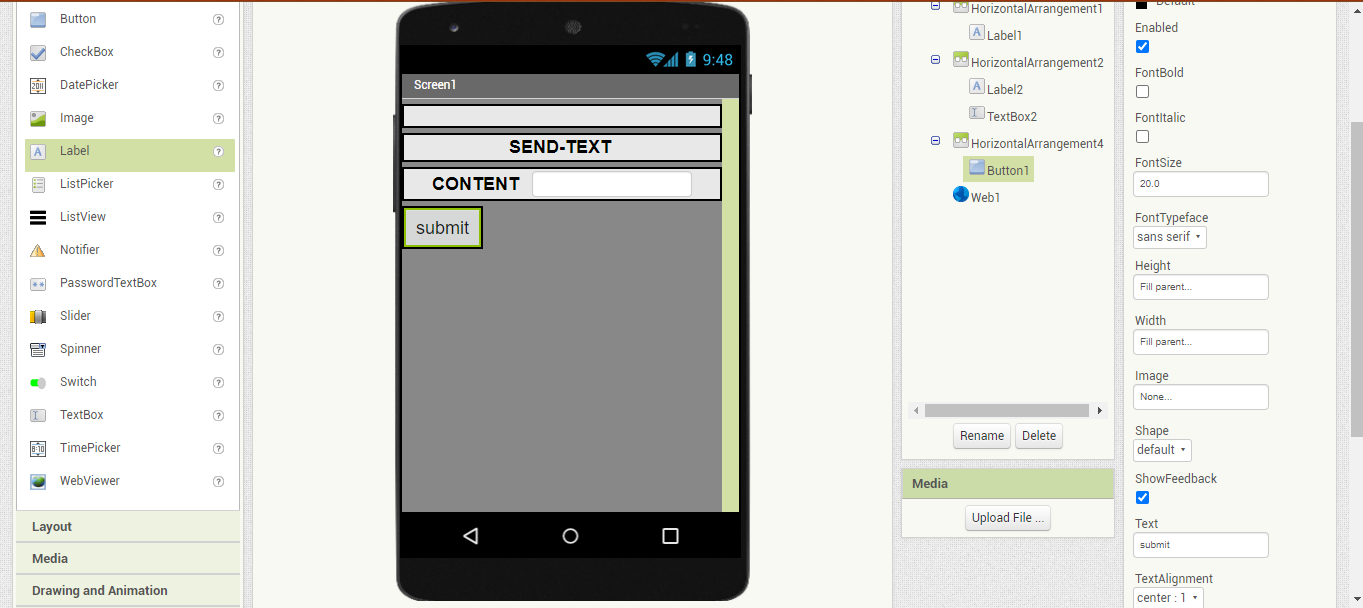 Button
CheckBox
DatePicker
Image
Label
ListPicker
ListView
Notifier
PasswordTextBox
Slider
Spinner
Switch
TextBox
TimePicker
WebViewer
Layout
Media
Drawing and Animation
9:48
Screen1
SEND-TEXT
CONTENT
submit
HorizontalArrangement1
Label1
HorizontalArrangement2
Label2
TextBox2
HorizontalArrangement4
Button1
Web1
Rename Delete
Media
Upload File ...
Default
Enabled
FontBold
FontItalic
FontSize
20.0
FontTypeface
sans serif
Height
Fill parent...
Width
Fill parent...
Image
None...
Shape
default
ShowFeedback
Text
submit
TextAlignment
center : 1